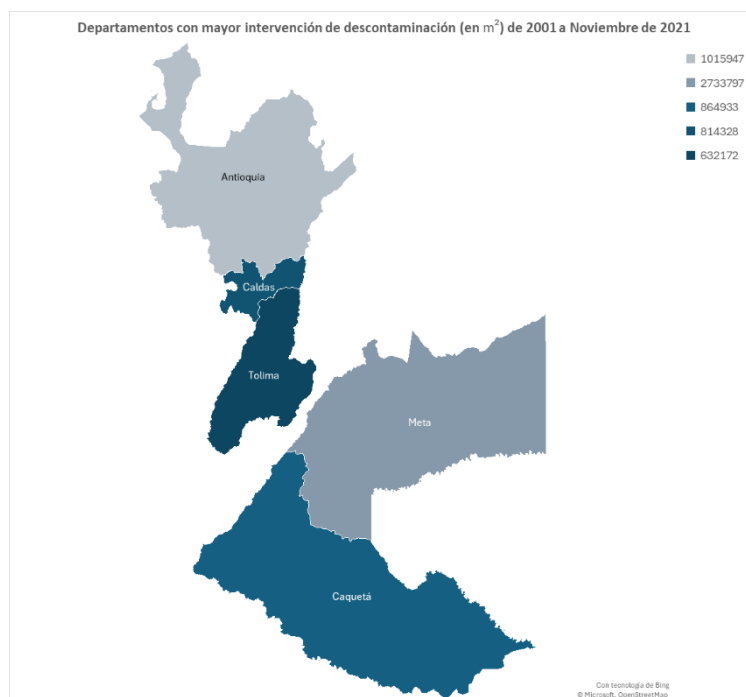 Departamentos con mayor intervención de descontaminación (en m²) de 2001 a Noviembre de 2021
1015947
2733797
864933
814328
632172
Antioquia
Caldas
Tolima
Meta
Caquetá
Con tecnología de Bing
© Microsoft, OpenStreetMap